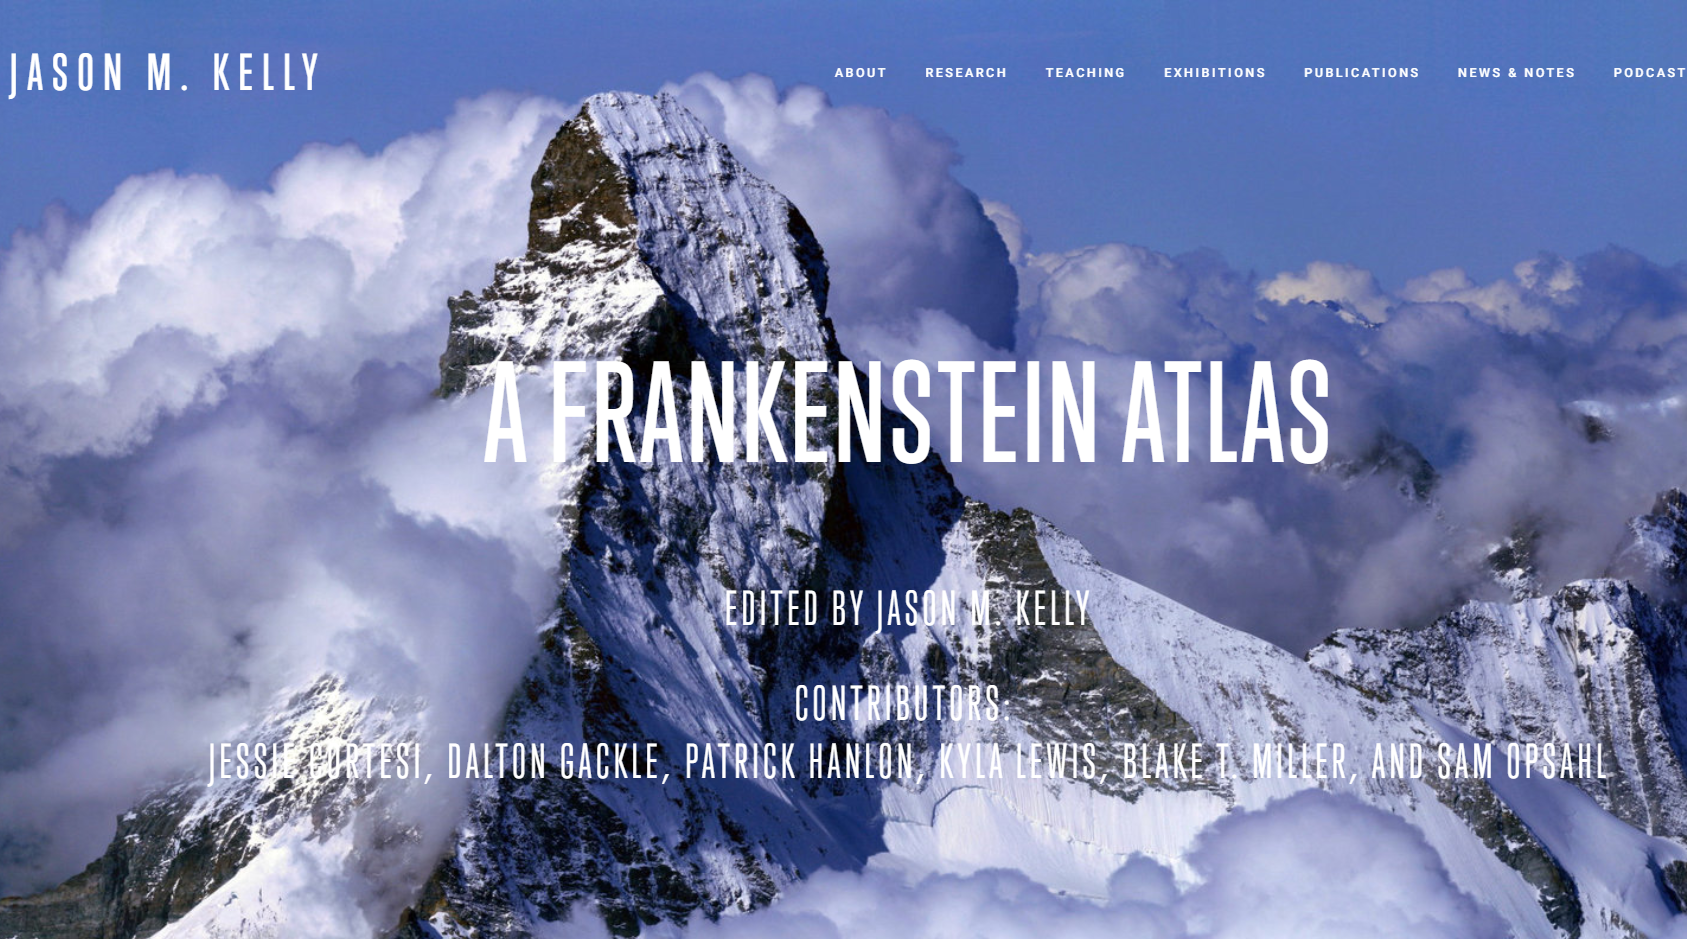 JASON M. KELLY
ABOUT RESEARCH TEACHING EXHIBITIONS PUBLICATIONS NEWS & NOTES PODCAST
A FRANKENSTEIN ATLAS
EDITED BY JASON M. KELLY
CONTRIBUTORS:
JESSIE CORTESI, DALTON GACKLE, PATRICK HANLON, KYLA LEWIS, BLAKE T. MILLER, AND SAM OPSAHL